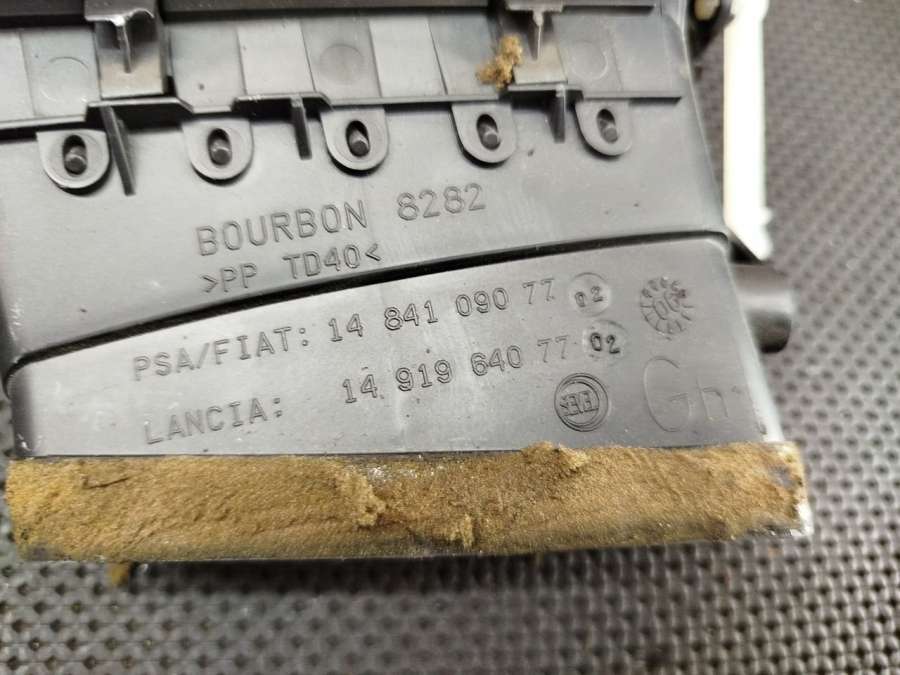 BOURBON 8282
>PP TD40<
PSA/FIAT: 14 841 090 77 02
LANCIA: 14 919 640 77 02